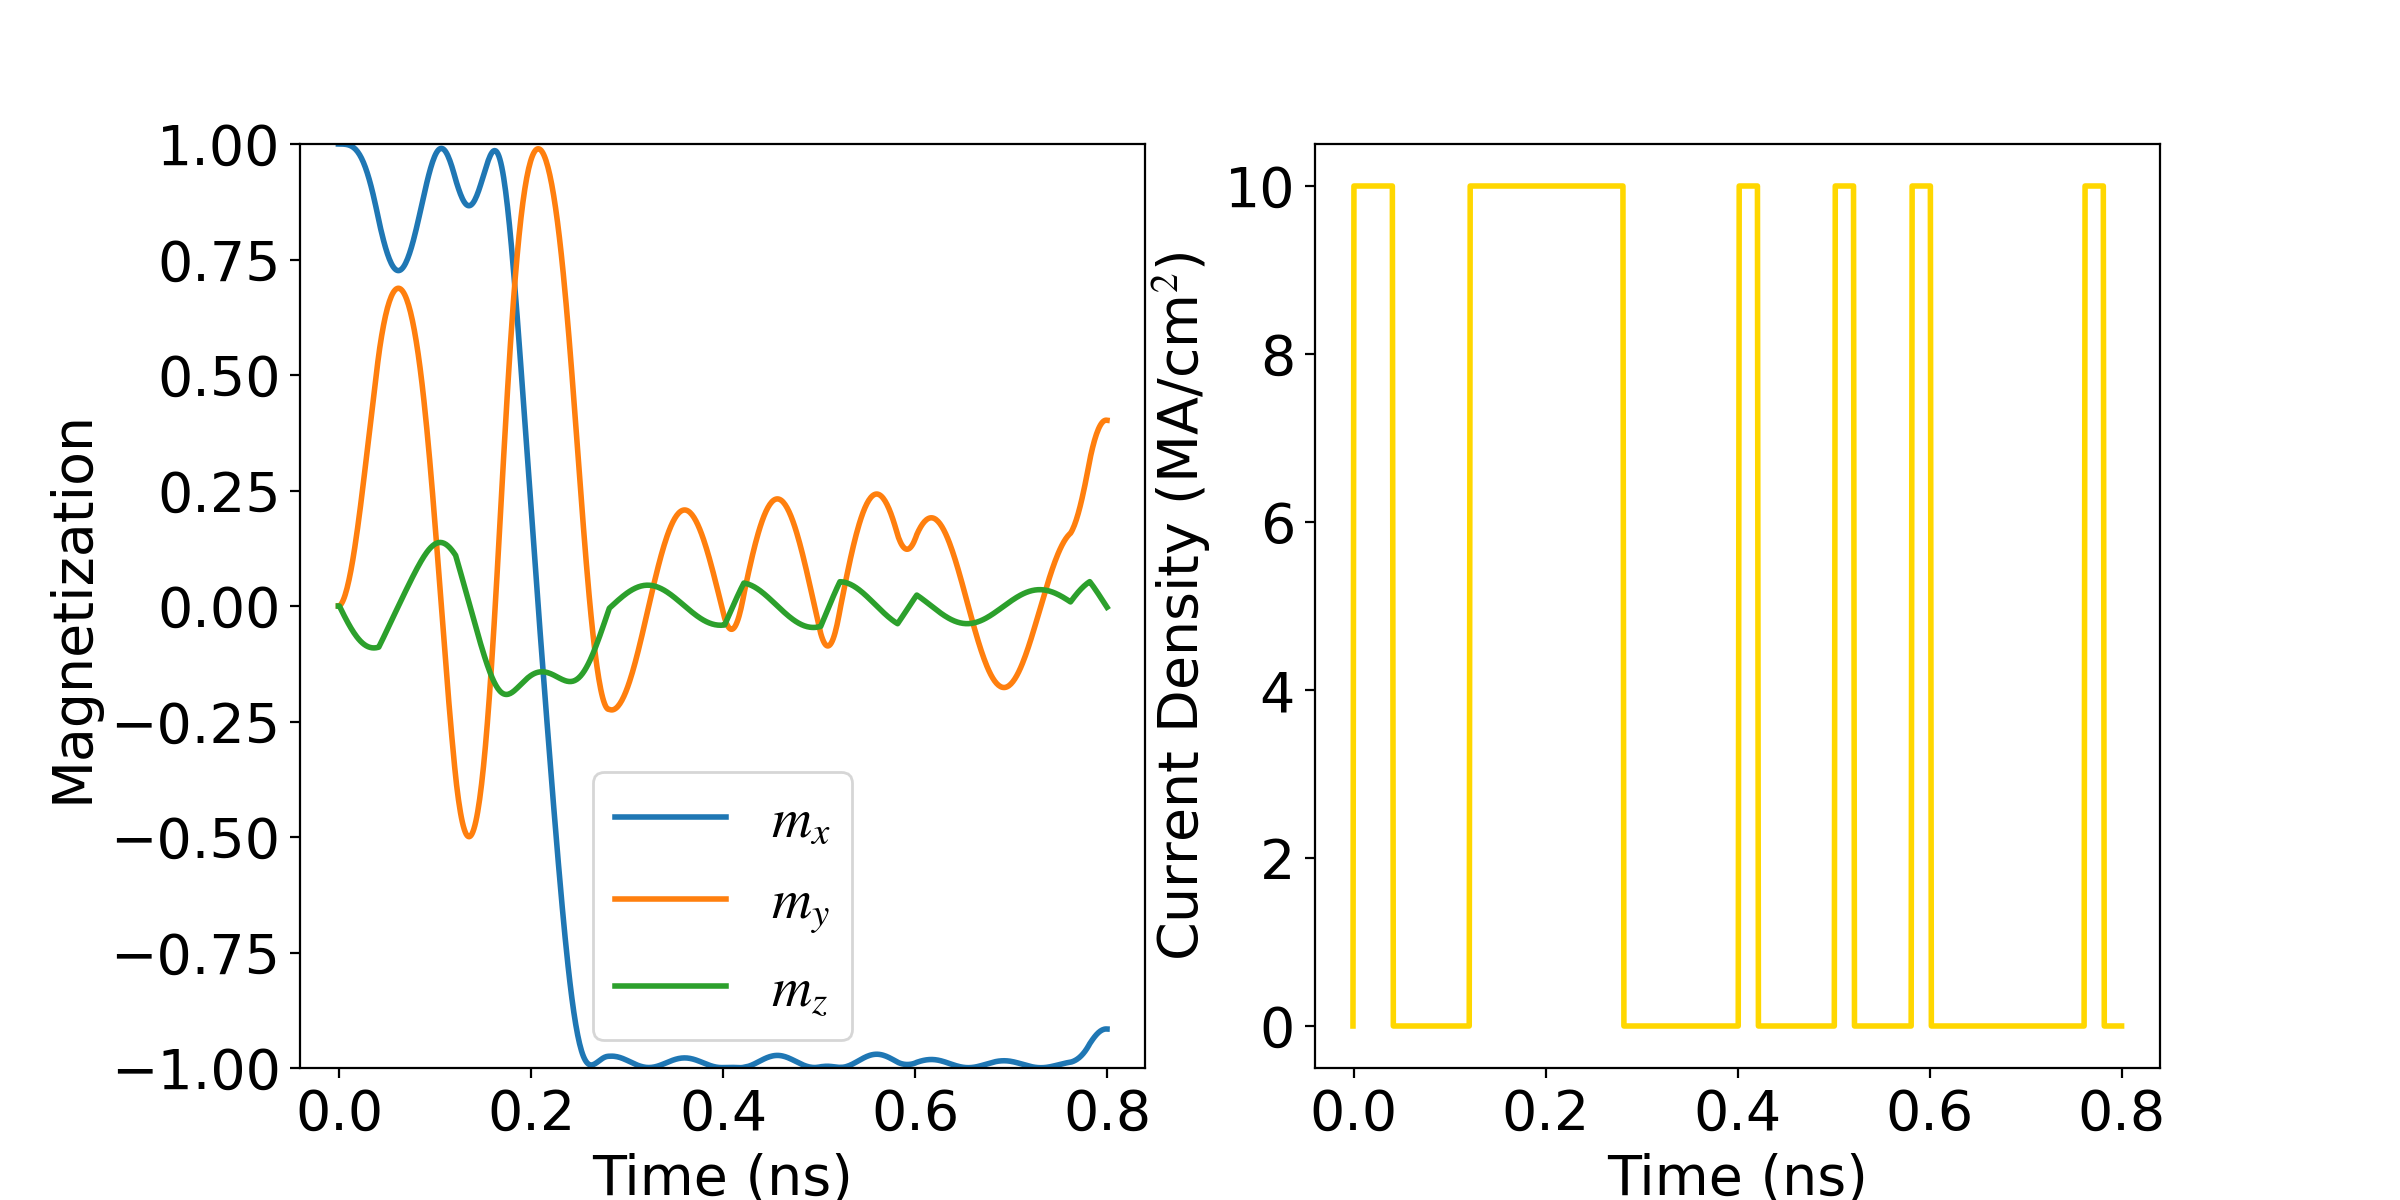 Magnetization
1.00
0.75
0.50
0.25
0.00
−0.25
−0.50
−0.75
−1.00
0.0 0.2 0.4 0.6 0.8
Time (ns)
m_x
m_y
m_z
Current Density (MA/cm²)
10
8
6
4
2
0
0.0 0.2 0.4 0.6 0.8
Time (ns)